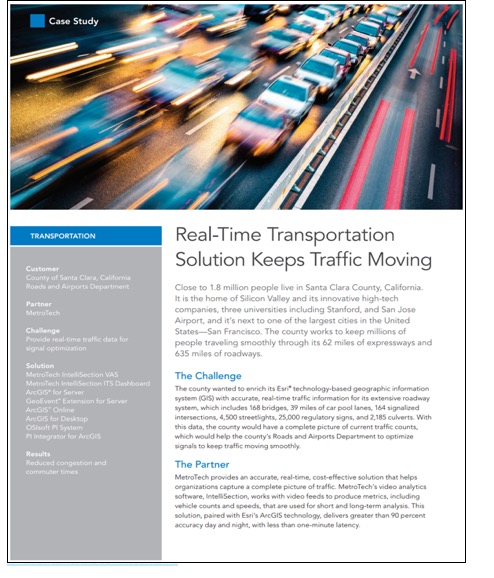 Case Study
TRANSPORTATION
Customer
County of Santa Clara, California
Roads and Airports Department
Partner
MetroTech
Challenge
Provide real-time traffic data for
signal optimization
Solution
MetroTech IntelliSection VAS
MetroTech IntelliSection ITS Dashboard
ArcGIS® for Server
GeoEvent™ Extension for Server
ArcGIS™ Online
ArcGIS for Desktop
OSIsoft PI System
PI Integrator for ArcGIS
Results
Reduced congestion and
commuter times
Real-Time Transportation
Solution Keeps Traffic Moving
Close to 1.8 million people live in Santa Clara County, California.
It is the home of Silicon Valley and its innovative high-tech
companies, three universities including Stanford, and San Jose
Airport, and it's next to one of the largest cities in the United
States—San Francisco. The county works to keep millions of
people traveling smoothly through its 62 miles of expressways and
635 miles of roadways.
The Challenge
The county wanted to enrich its Esri® technology-based geographic information
system (GIS) with accurate, real-time traffic information for its extensive roadway
system, which includes 168 bridges, 39 miles of car pool lanes, 164 signalized
intersections, 4,500 streetlights, 25,000 regulatory signs, and 2,185 culverts. With
this data, the county would have a complete picture of current traffic counts,
which would help the county's Roads and Airports Department to optimize
signals to keep traffic moving smoothly.
The Partner
MetroTech provides an accurate, real-time, cost-effective solution that helps
organizations capture a complete picture of traffic. MetroTech's video analytics
software, IntelliSection, works with video feeds to produce metrics, including
vehicle counts and speeds, that are used for short and long-term analysis. This
solution, paired with Esri's ArcGIS technology, delivers greater than 90 percent
accuracy day and night, with less than one-minute latency.